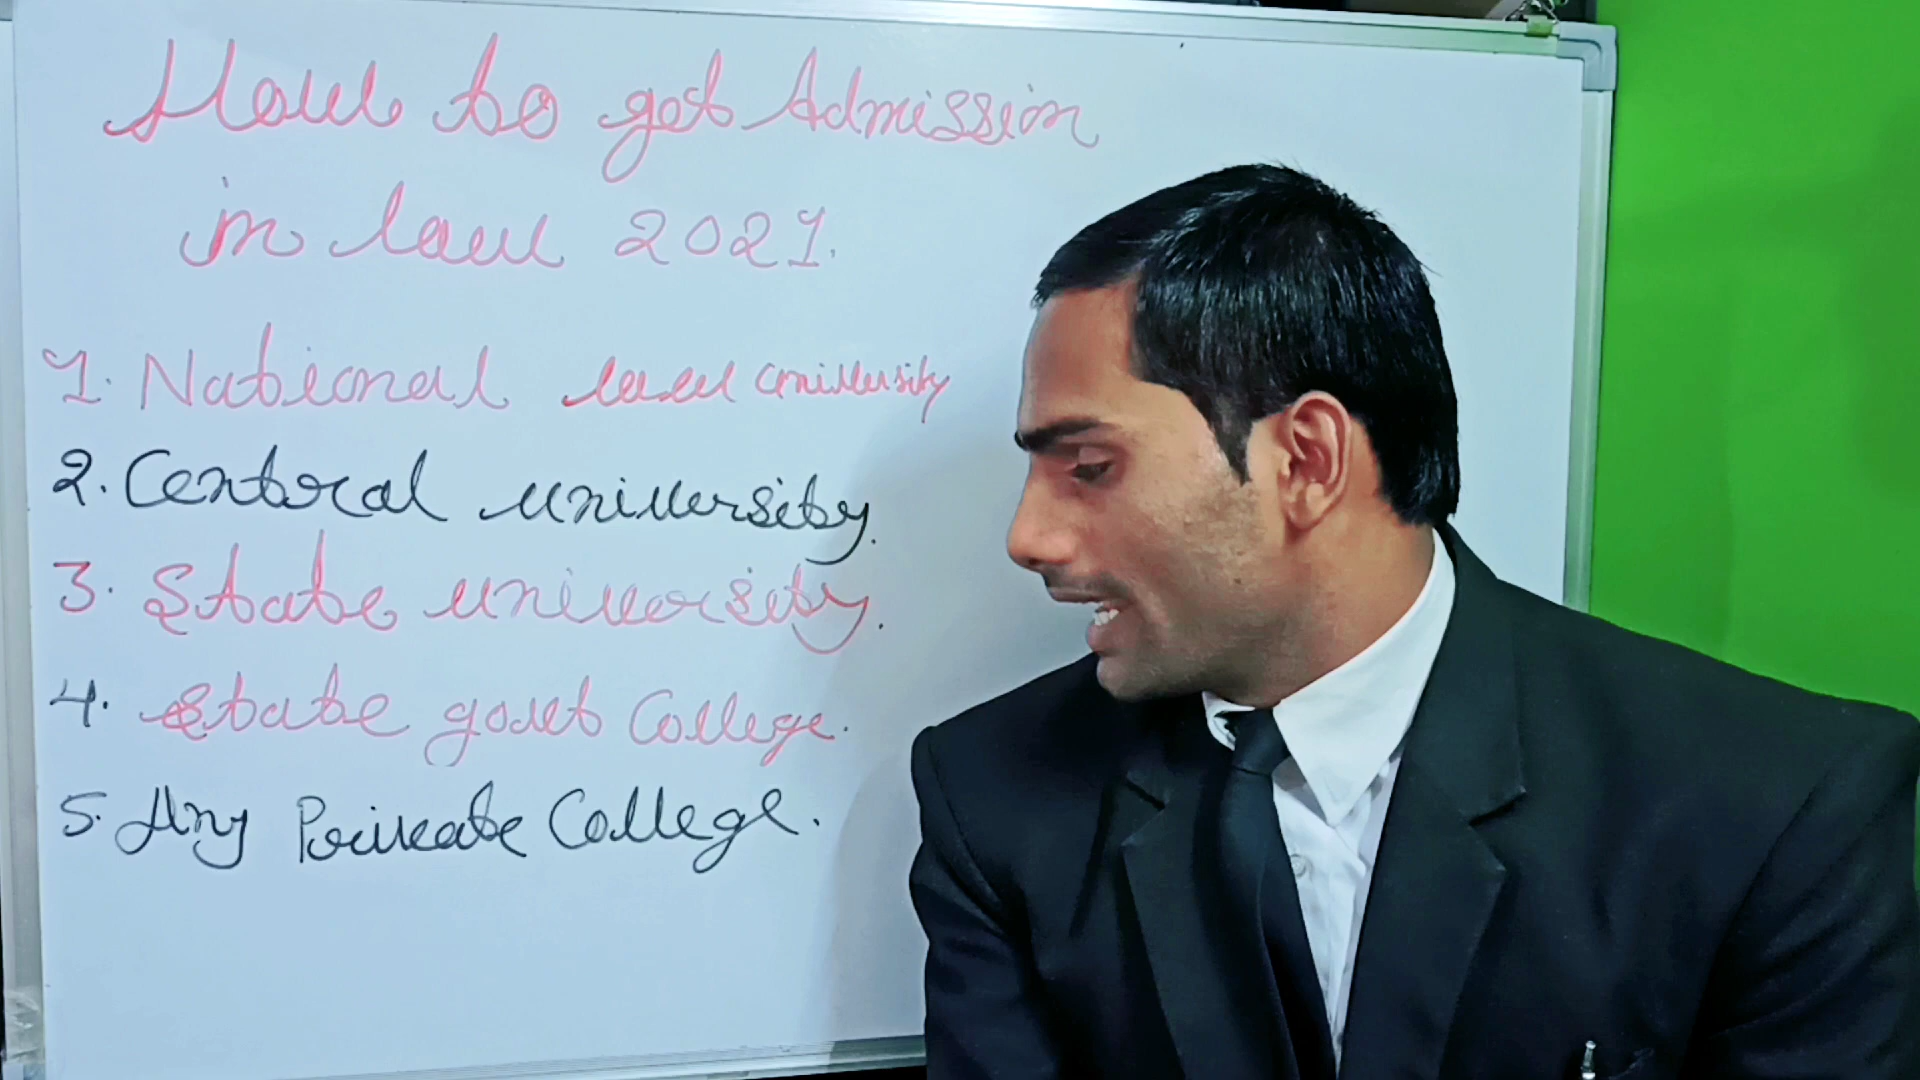 How to get Admission
in law 2021.
1. National law university
2. Central university.
3. State university.
4. State govt College.
5. Any Private College.